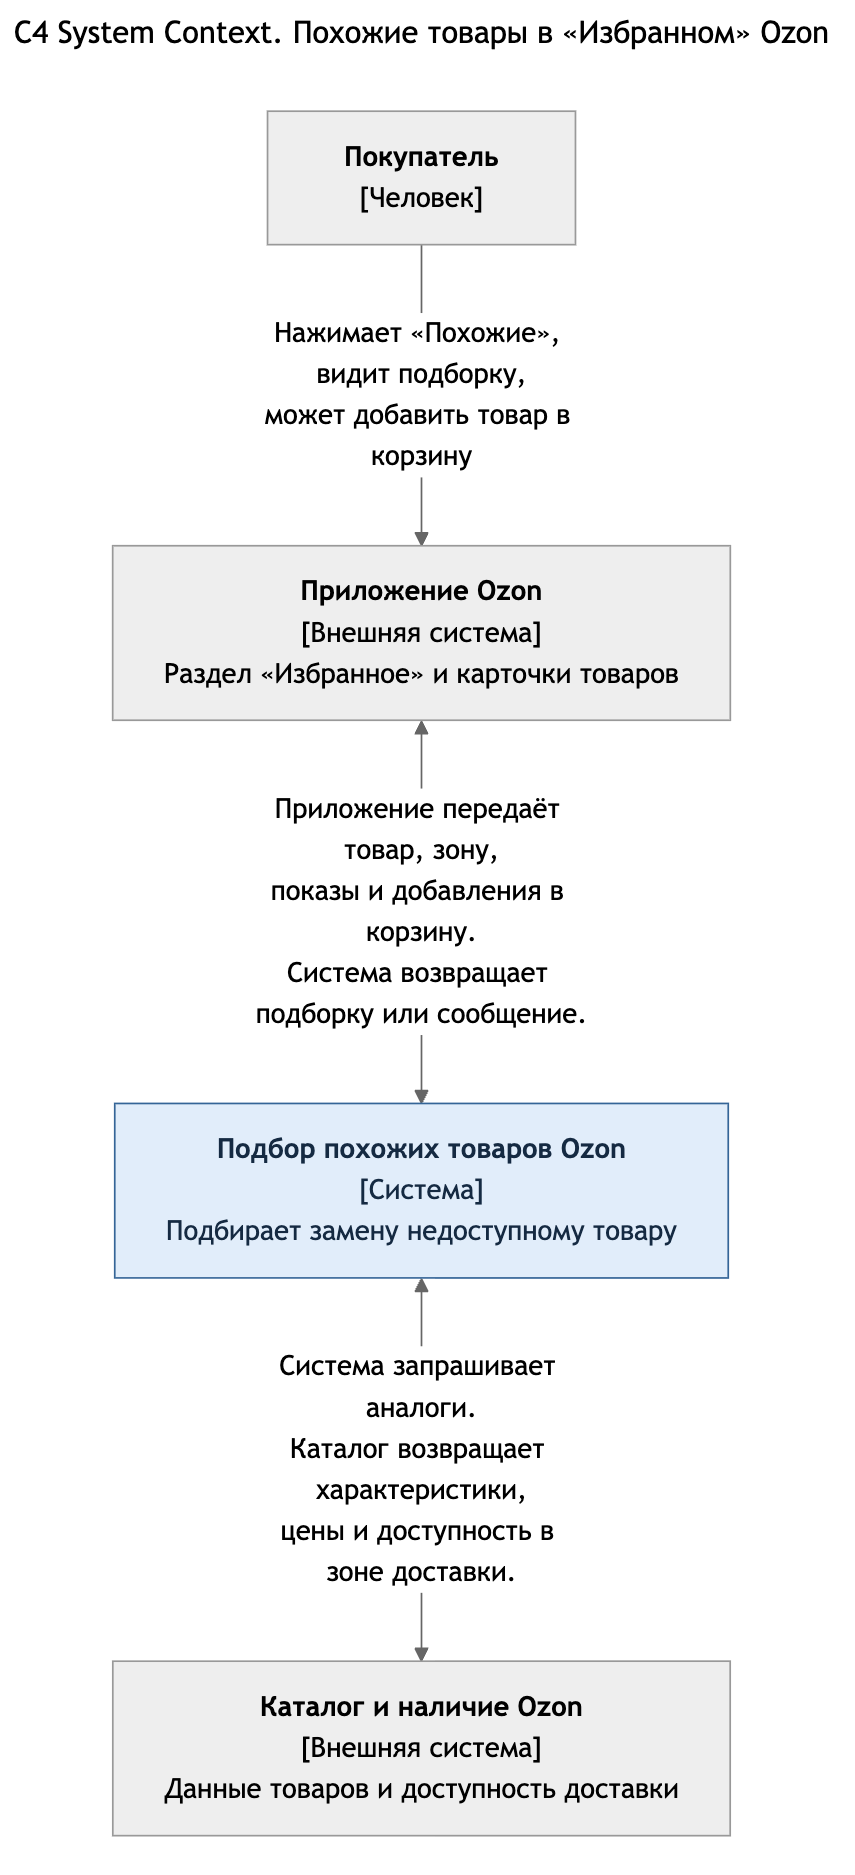 C4 System Context. Похожие товары в «Избранном» Ozon
Покупатель
[Человек]
Нажимает «Похожие»,
видит подборку,
может добавить товар в
корзину
Приложение Ozon
[Внешняя система]
Раздел «Избранное» и карточки товаров
Приложение передаёт
товар, зону,
показы и добавления в
корзину.
Система возвращает
подборку или сообщение.
Подбор похожих товаров Ozon
[Система]
Подбирает замену недоступному товару
Система запрашивает
аналоги.
Каталог возвращает
характеристики,
цены и доступность в
зоне доставки.
Каталог и наличие Ozon
[Внешняя система]
Данные товаров и доступность доставки